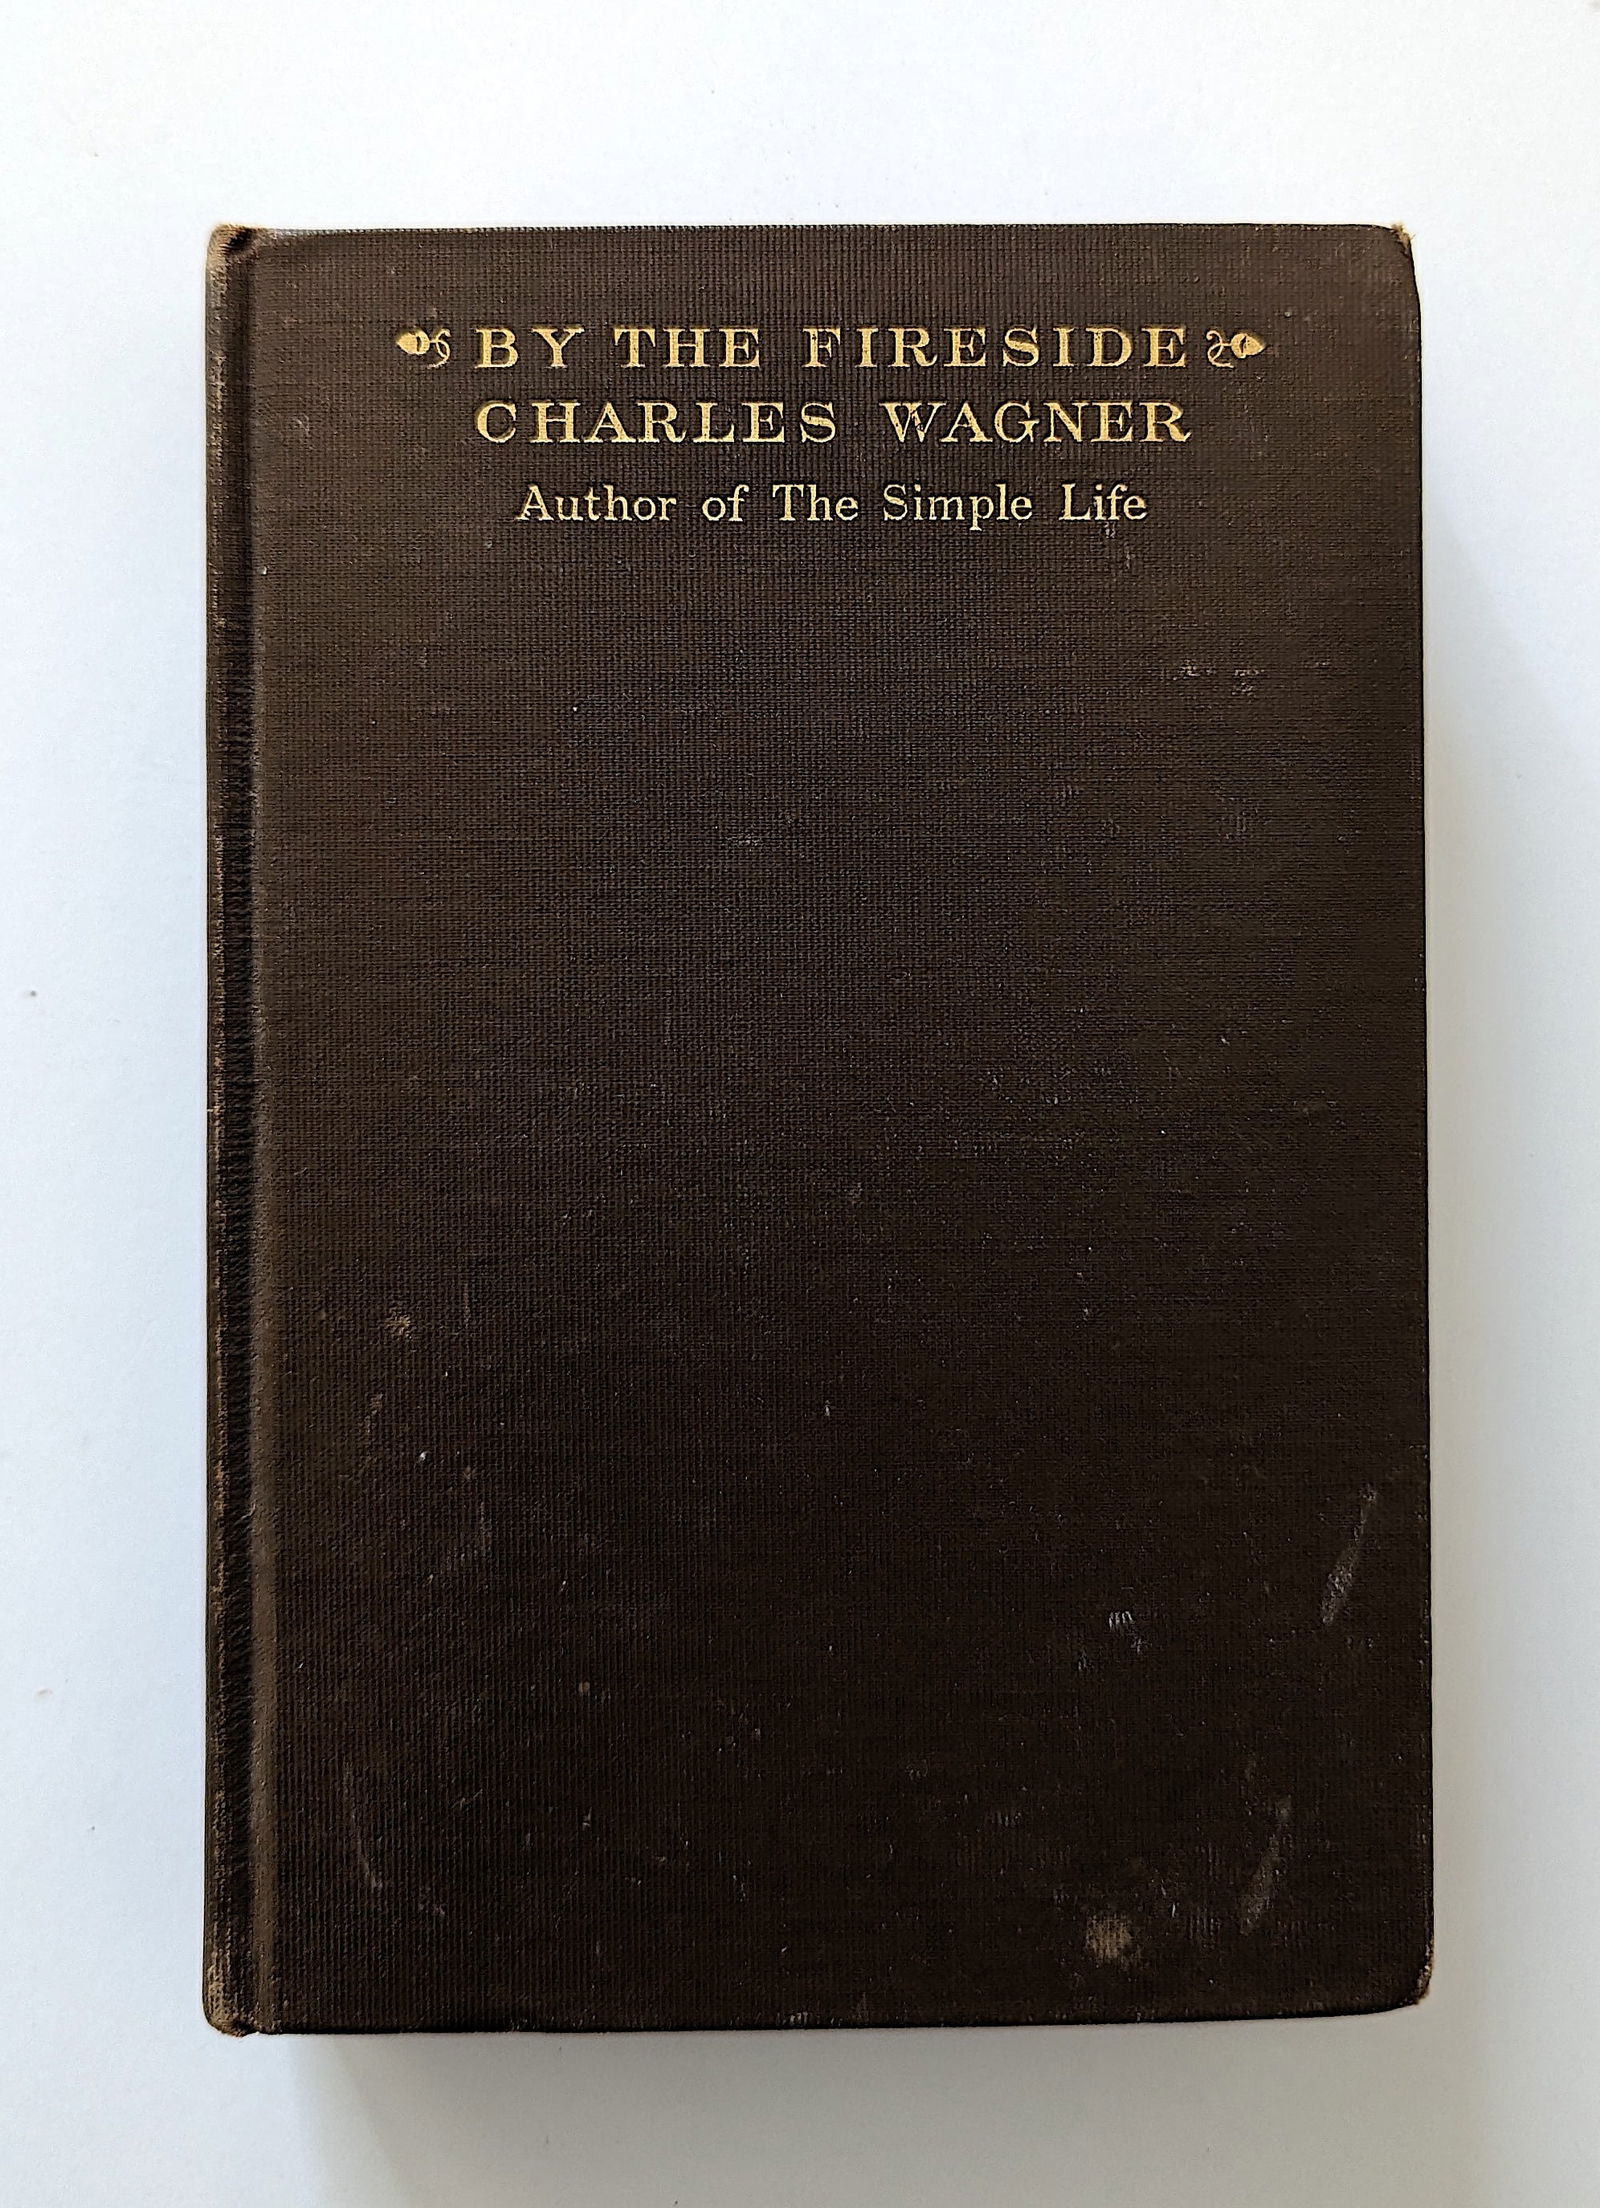 BY THE FIRESIDE
CHARLES WAGNER
Author of The Simple Life